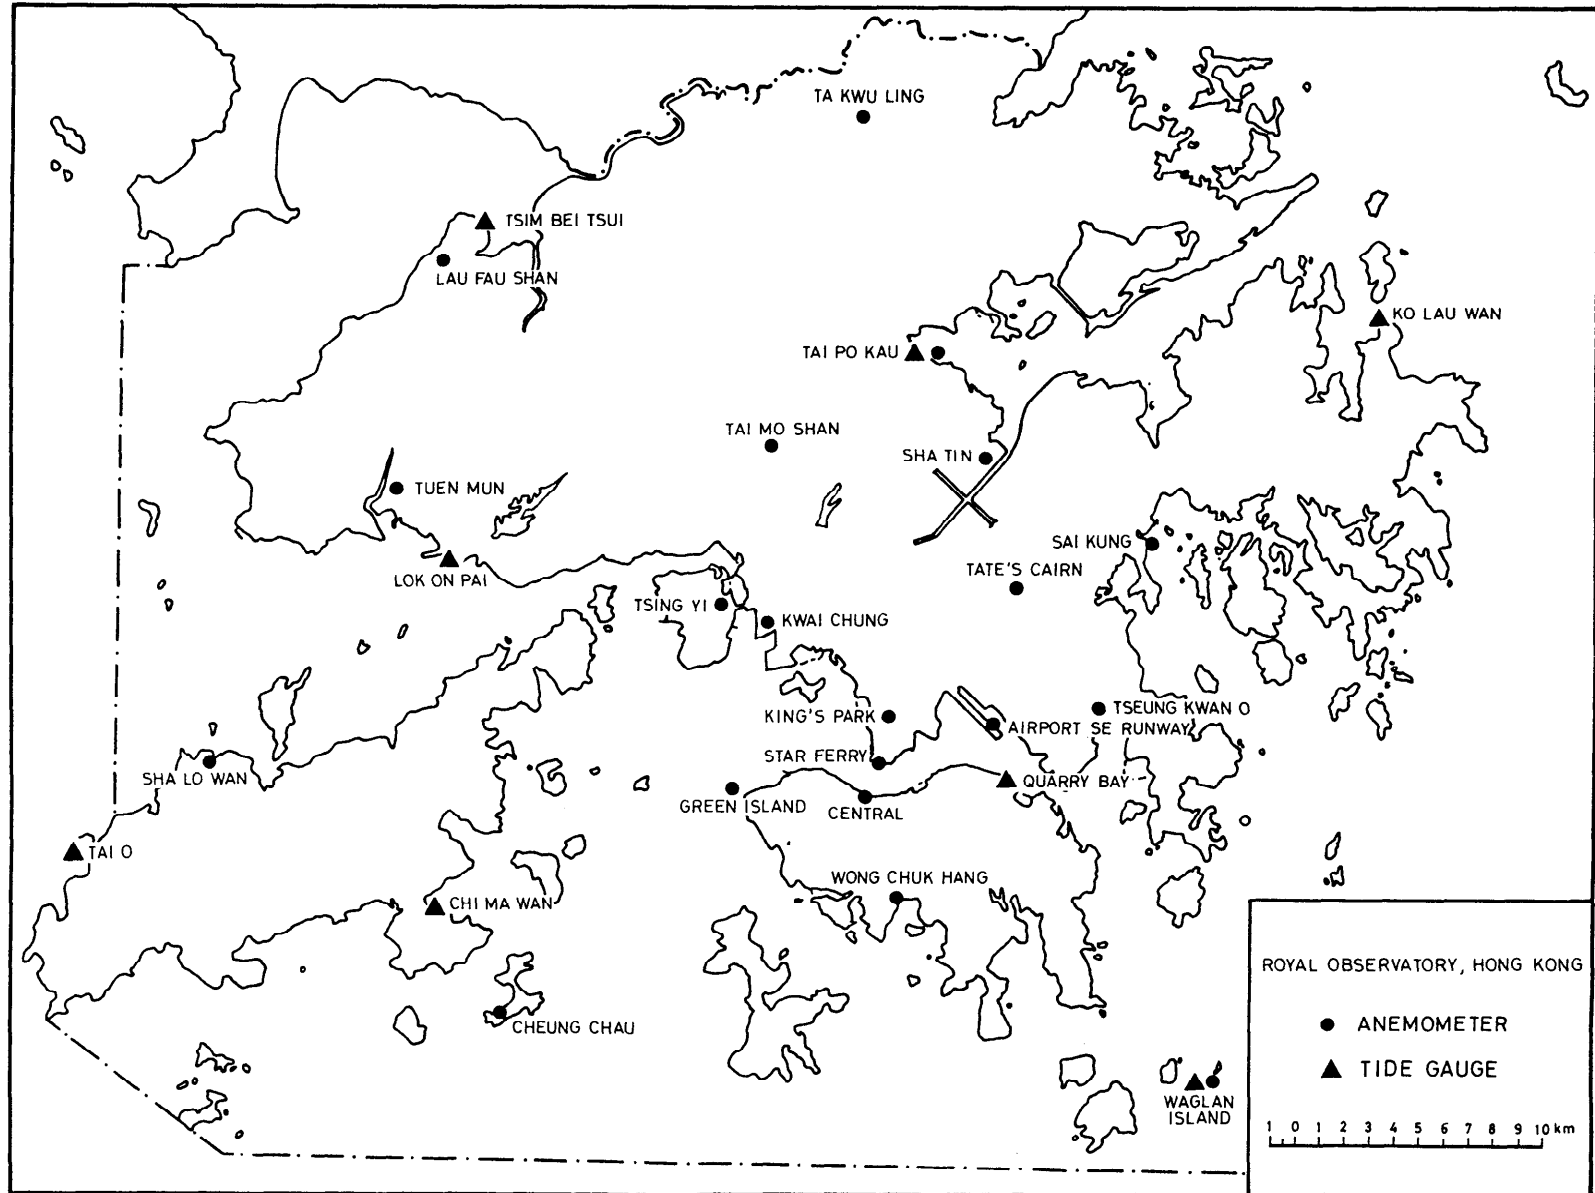 TA KWU LING
TSIM BEI TSUI
LAU FAU SHAN
KO LAU WAN
TAI PO KAU
TAI MO SHAN
SHA TIN
TUEN MUN
SAI KUNG
LOK ON PAI
TATE'S CAIRN
TSING YI
KWAI CHUNG
KING'S PARK
TSEUNG KWAN O
AIRPORT SE RUNWAY
STAR FERRY
SHA LO WAN
QUARRY BAY
GREEN ISLAND
CENTRAL
TAI O
WONG CHUK HANG
CHI MA WAN
CHEUNG CHAU
WAGLAN
ISLAND
ROYAL OBSERVATORY, HONG KONG
ANEMOMETER
TIDE GAUGE
1 0 1 2 3 4 5 6 7 8 9 10 km